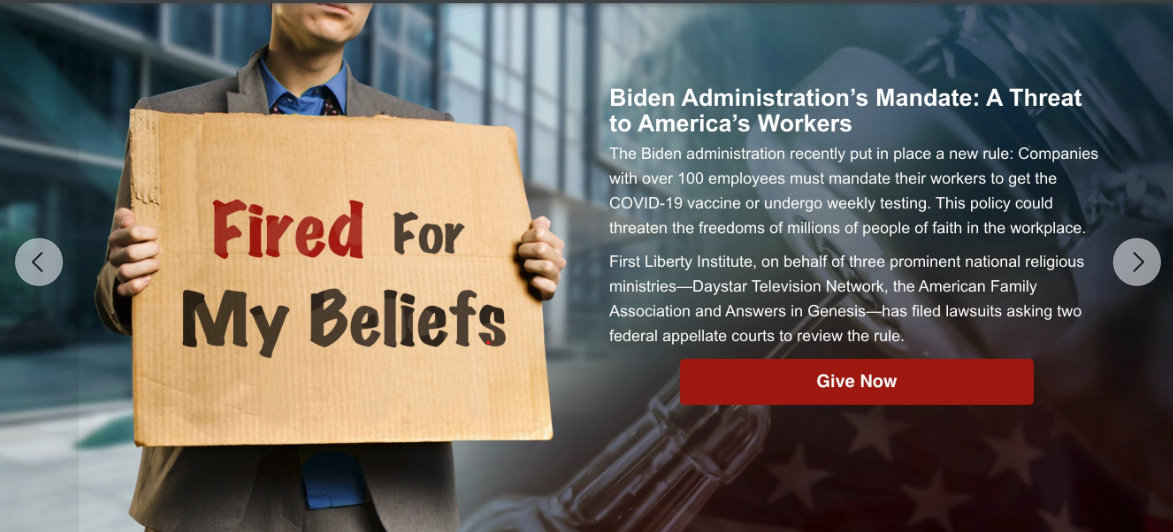 Fired For
My Beliefs
Biden Administration’s Mandate: A Threat
to America’s Workers
The Biden administration recently put in place a new rule: Companies
with over 100 employees must mandate their workers to get the
COVID-19 vaccine or undergo weekly testing. This policy could
threaten the freedoms of millions of people of faith in the workplace.
First Liberty Institute, on behalf of three prominent national religious
ministries—Daystar Television Network, the American Family
Association and Answers in Genesis—has filed lawsuits asking two
federal appellate courts to review the rule.
Give Now